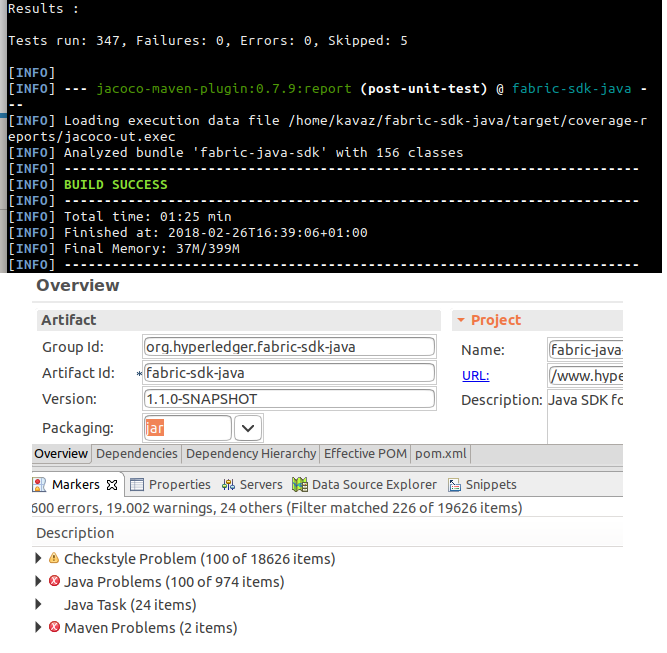 Results :
Tests run: 347, Failures: 0, Errors: 0, Skipped: 5
[INFO]
[INFO] --- jacoco-maven-plugin:0.7.9:report (post-unit-test) @ fabric-sdk-java -
--
[INFO] Loading execution data file /home/kavaz/fabric-sdk-java/target/coverage-r
eports/jacoco-ut.exec
[INFO] Analyzed bundle 'fabric-java-sdk' with 156 classes
[INFO] ------------------------------------------------------------------------
[INFO] BUILD SUCCESS
[INFO] ------------------------------------------------------------------------
[INFO] Total time: 01:25 min
[INFO] Finished at: 2018-02-26T16:39:06+01:00
[INFO] Final Memory: 37M/399M
[INFO] ------------------------------------------------------------------------
Overview
Artifact
Group Id: org.hyperledger.fabric-sdk-java
Artifact Id: *fabric-sdk-java
Version: 1.1.0-SNAPSHOT
Packaging: jar
Project
Name: fabric-java-
URL: /www.hype
Description: Java SDK fo
Overview Dependencies Dependency Hierarchy Effective POM pom.xml
Markers Properties Servers Data Source Explorer Snippets
600 errors, 19.002 warnings, 24 others (Filter matched 226 of 19626 items)
Description
Checkstyle Problem (100 of 18626 items)
Java Problems (100 of 974 items)
Java Task (24 items)
Maven Problems (2 items)